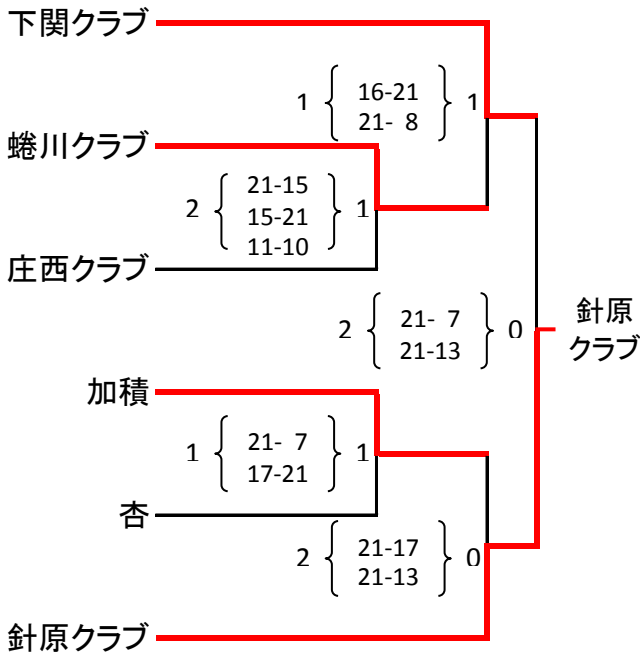 下関クラブ
1 { 16-21 } 1
21- 8
蜷川クラブ
21-15
2 { 15-21 } 1
11-10
庄西クラブ
針原
クラブ
2 { 21- 7 } 0
21-13
加積
1 { 21- 7 } 1
17-21
杏
2 { 21-17 } 0
21-13
針原クラブ